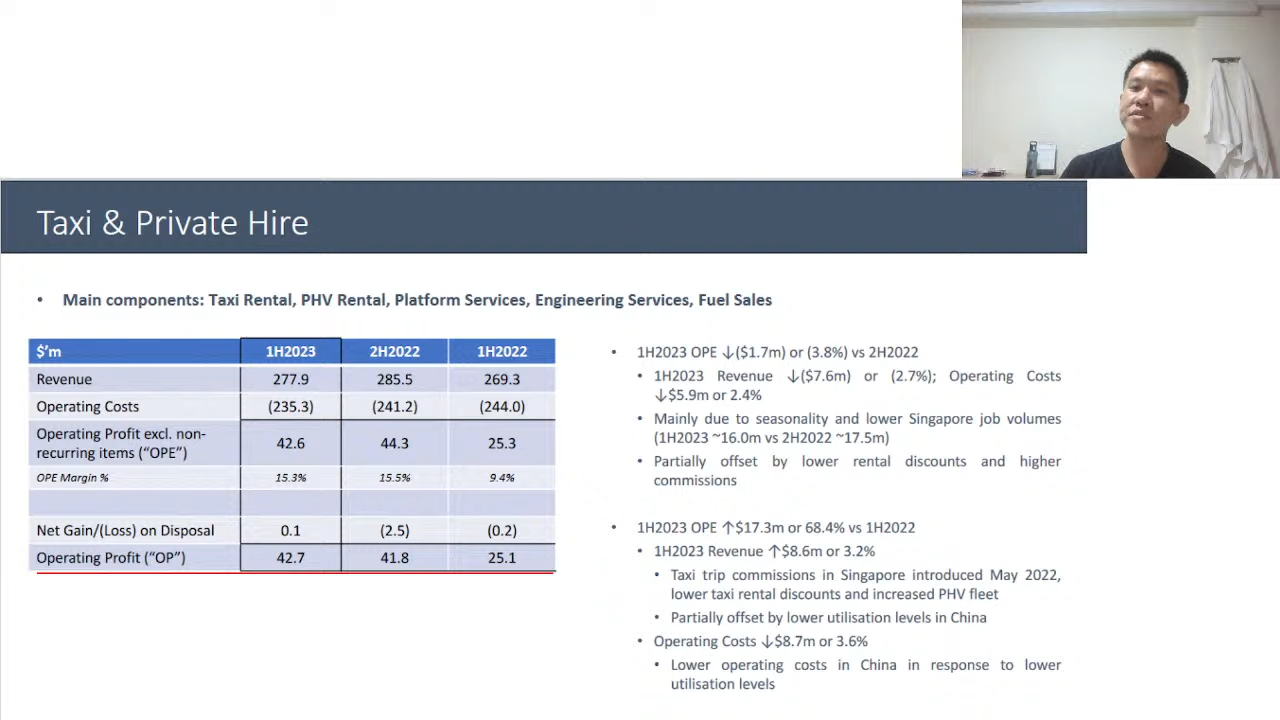 Taxi & Private Hire
• Main components: Taxi Rental, PHV Rental, Platform Services, Engineering Services, Fuel Sales
$'m 1H2023 2H2022 1H2022
Revenue 277.9 285.5 269.3
Operating Costs (235.3) (241.2) (244.0)
Operating Profit excl. non-
recurring items ("OPE") 42.6 44.3 25.3
OPE Margin % 15.3% 15.5% 9.4%
Net Gain/(Loss) on Disposal 0.1 (2.5) (0.2)
Operating Profit ("OP") 42.7 41.8 25.1
• 1H2023 OPE ↓($1.7m) or (3.8%) vs 2H2022
• 1H2023 Revenue ↓($7.6m) or (2.7%); Operating Costs
↓$5.9m or 2.4%
• Mainly due to seasonality and lower Singapore job volumes
(1H2023 ~16.0m vs 2H2022 ~17.5m)
• Partially offset by lower rental discounts and higher
commissions
• 1H2023 OPE ↑$17.3m or 68.4% vs 1H2022
• 1H2023 Revenue ↑$8.6m or 3.2%
• Taxi trip commissions in Singapore introduced May 2022,
lower taxi rental discounts and increased PHV fleet
• Partially offset by lower utilisation levels in China
• Operating Costs ↓$8.7m or 3.6%
• Lower operating costs in China in response to lower
utilisation levels